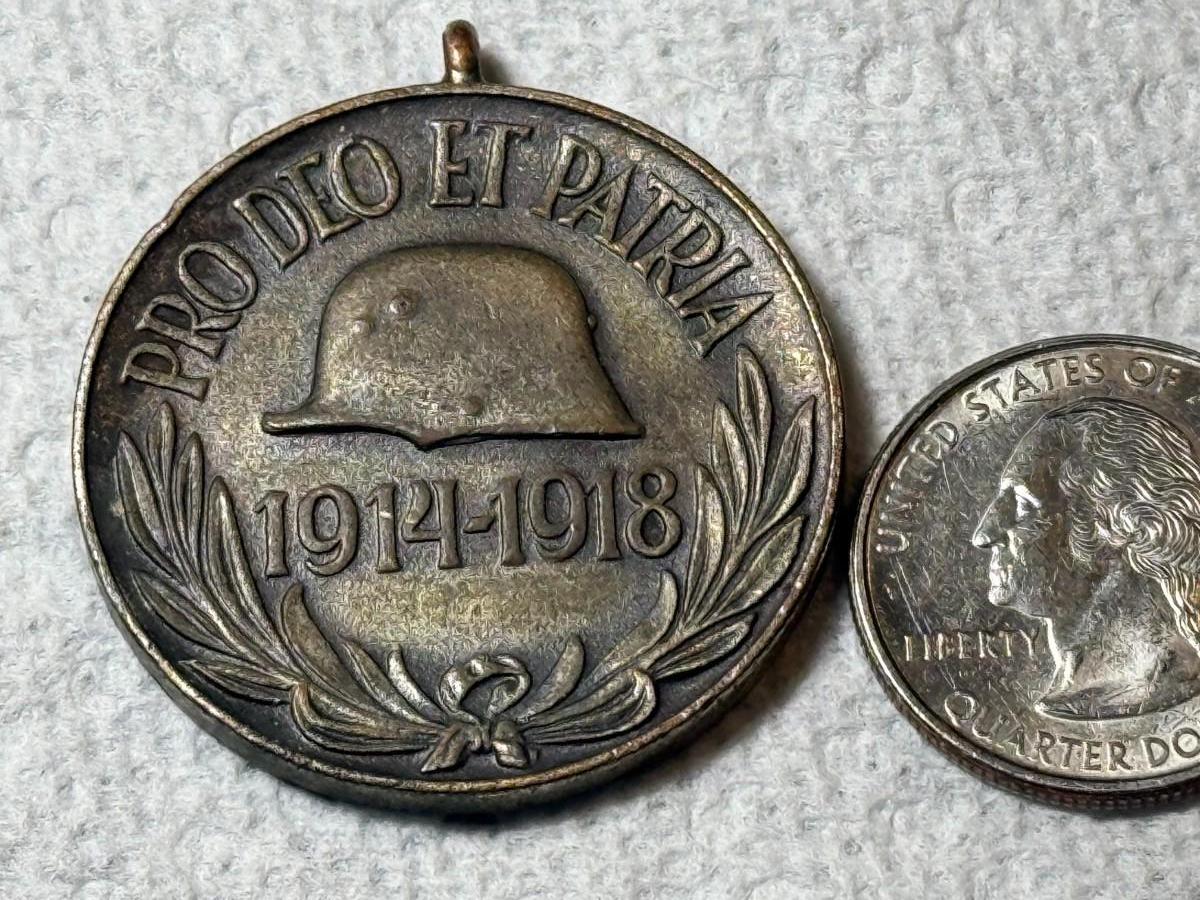 PRO DEO ET PATRIA
1914-1918
UNITED STATES OF
LIBERTY
QUARTER DO